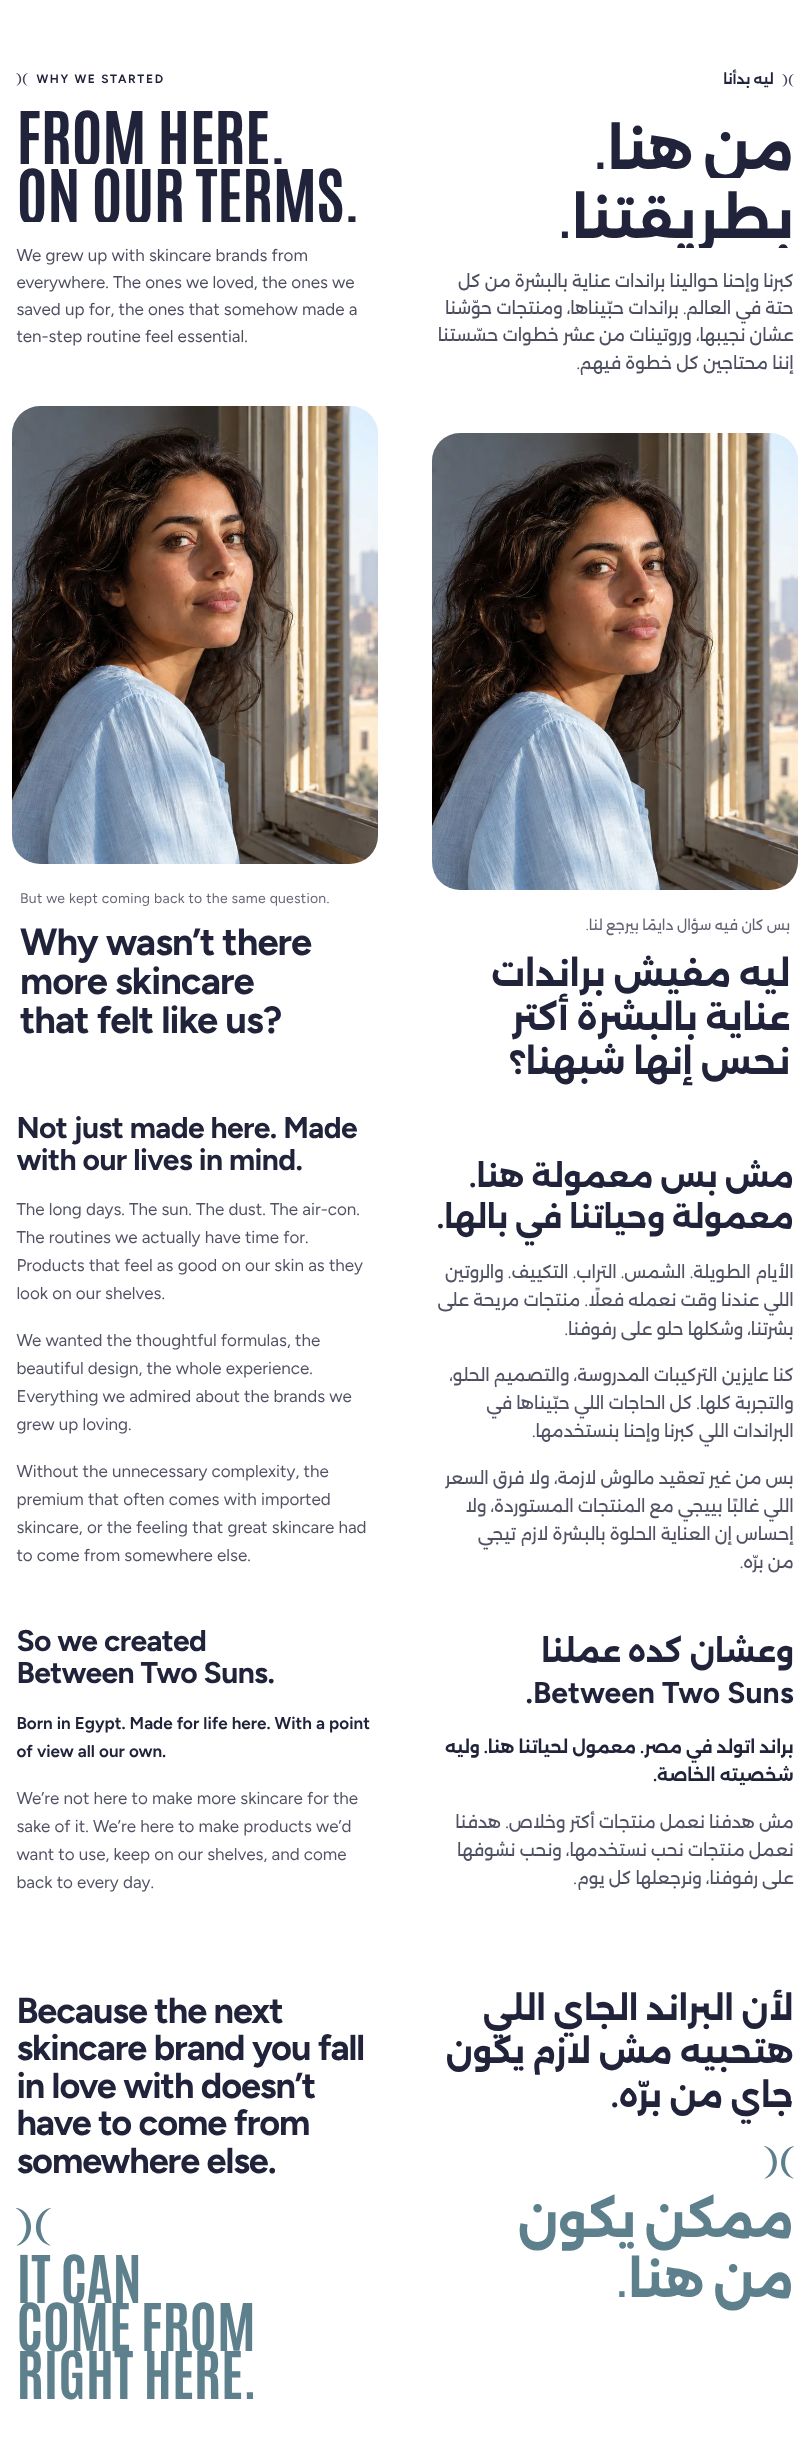 WHY WE STARTED
FROM HERE.
ON OUR TERMS.
We grew up with skincare brands from
everywhere. The ones we loved, the ones we
saved up for, the ones that somehow made a
ten-step routine feel essential.
But we kept coming back to the same question.
Why wasn’t there
more skincare
that felt like us?
Not just made here. Made
with our lives in mind.
The long days. The sun. The dust. The air-con.
The routines we actually have time for.
Products that feel as good on our skin as they
look on our shelves.
We wanted the thoughtful formulas, the
beautiful design, the whole experience.
Everything we admired about the brands we
grew up loving.
Without the unnecessary complexity, the
premium that often comes with imported
skincare, or the feeling that great skincare had
to come from somewhere else.
So we created
Between Two Suns.
Born in Egypt. Made for life here. With a point
of view all our own.
We’re not here to make more skincare for the
sake of it. We’re here to make products we’d
want to use, keep on our shelves, and come
back to every day.
Because the next
skincare brand you fall
in love with doesn’t
have to come from
somewhere else.
IT CAN
COME FROM
RIGHT HERE.
ليه بدأنا
من هنا.
بطريقتنا.
كبرنا وإحنا حوالينا براندات عناية بالبشرة من كل
حتة في العالم. براندات حبّيناها، ومنتجات حوّشنا
عشان نجيبها، وروتينات من عشر خطوات حسّستنا
إننا محتاجين كل خطوة فيهم.
بس كان فيه سؤال دايمًا بيرجع لنا.
ليه مفيش براندات
عناية بالبشرة أكتر
نحس إنها شبهنا؟
مش بس معمولة هنا.
معمولة وحياتنا في بالها.
الأيام الطويلة. الشمس. التراب. التكييف. والروتين
اللي عندنا وقت نعمله فعلًا. منتجات مريحة على
بشرتنا، وشكلها حلو على رفوفنا.
كنا عايزين التركيبات المدروسة، والتصميم الحلو،
والتجربة كلها. كل الحاجات اللي حبّيناها في
البراندات اللي كبرنا وإحنا بنستخدمها.
بس من غير تعقيد مالوش لازمة، ولا فرق السعر
اللي غالبًا بييجي مع المنتجات المستوردة، ولا
إحساس إن العناية الحلوة بالبشرة لازم تيجي
من برّه.
وعشان كده عملنا
Between Two Suns.
براند اتولد في مصر. معمول لحياتنا هنا. وليه
شخصيته الخاصة.
مش هدفنا نعمل منتجات أكتر وخلاص. هدفنا
نعمل منتجات نحب نستخدمها، ونحب نشوفها
على رفوفنا، ونرجعلها كل يوم.
لأن البراند الجاي اللي
هتحبيه مش لازم يكون
جاي من برّه.
ممكن يكون
من هنا.